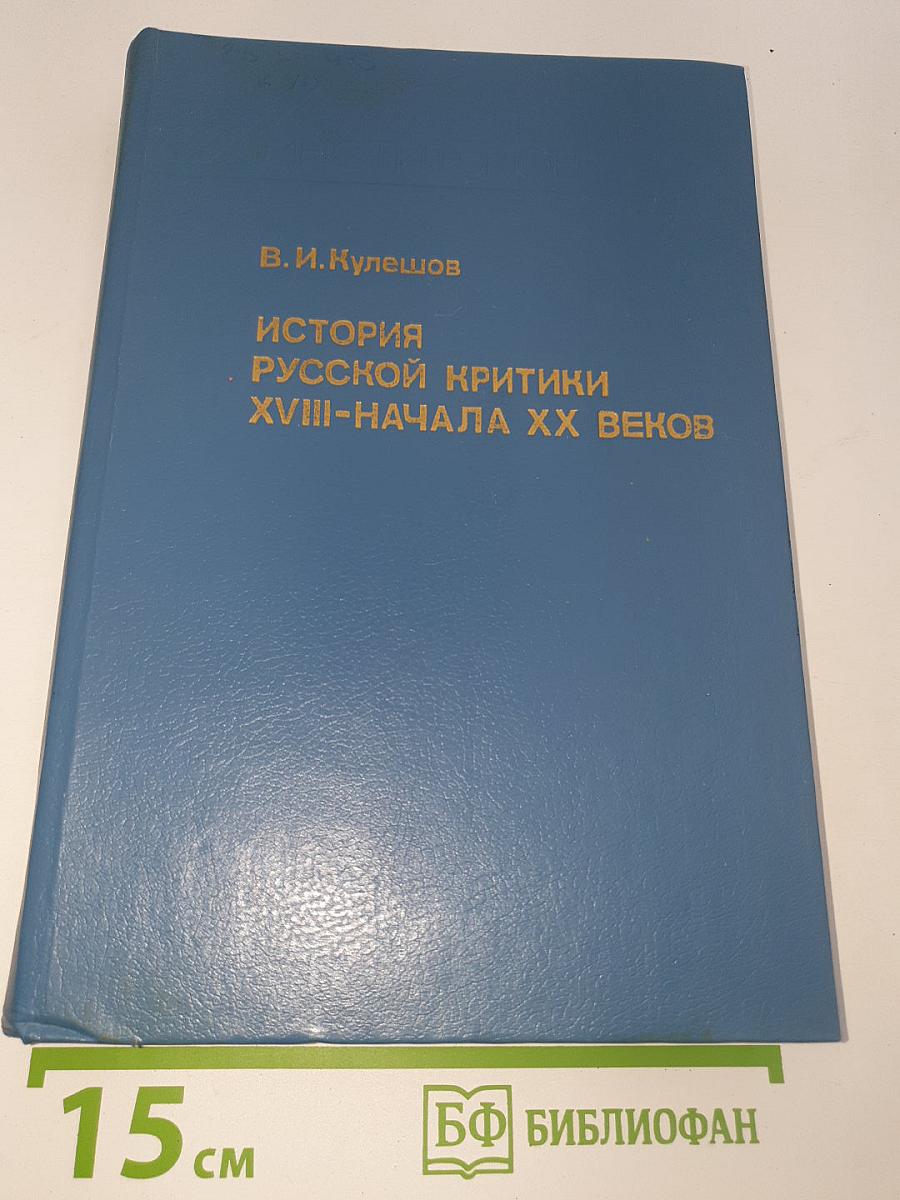 В. И. Кулешов
ИСТОРИЯ
РУССКОЙ КРИТИКИ
XVIII-НАЧАЛА XX ВЕКОВ
15 см
БФ БИБЛИОФАН